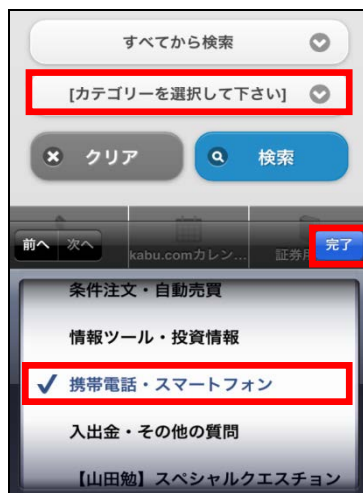 すべてから検索
[カテゴリーを選択して下さい]
クリア
検索
前へ 次へ
kabu.comカレン...
証券用
完了
条件注文・自動売買
情報ツール・投資情報
携帯電話・スマートフォン
入出金・その他の質問
【山田勉】スペシャルクエスチョン